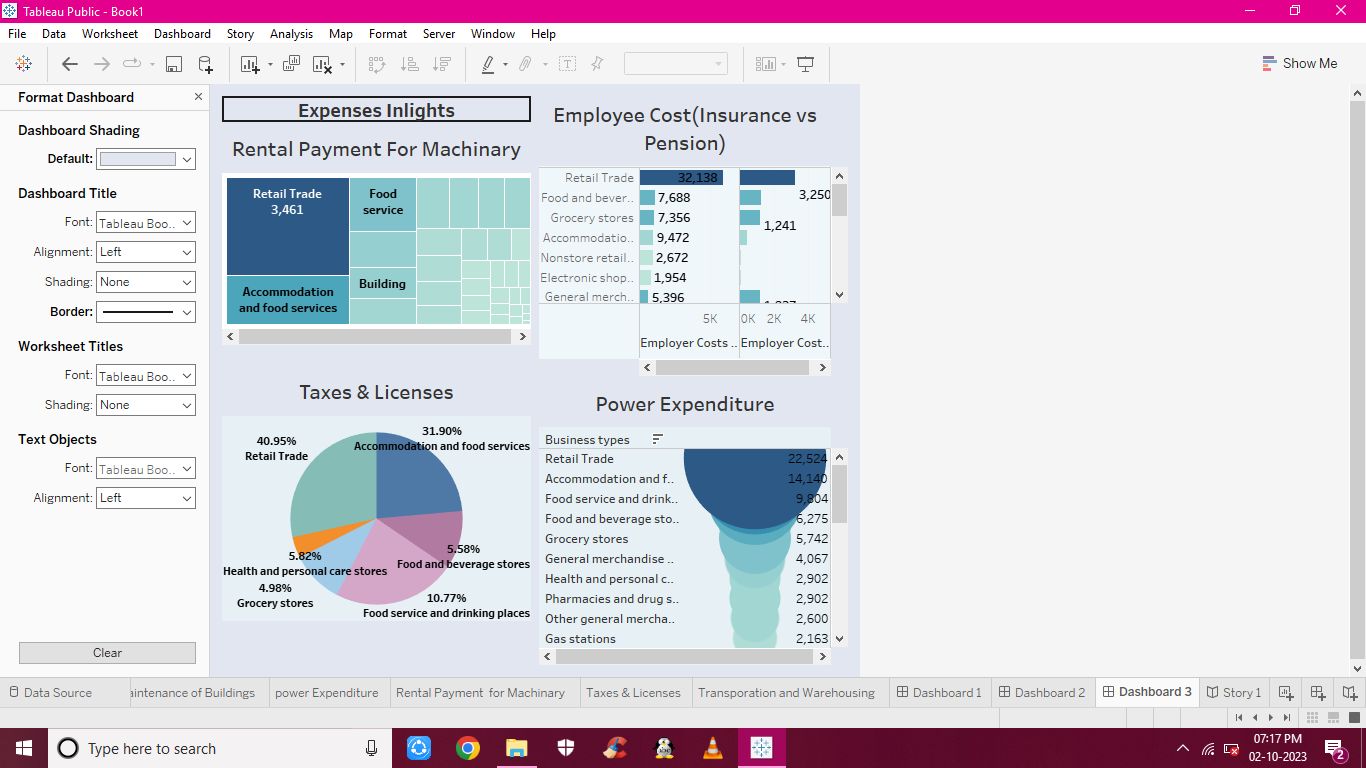 Tableau Public - Book1
File Data Worksheet Dashboard Story Analysis Map Format Server Window Help
Show Me
Format Dashboard
Dashboard Shading
Default:
Dashboard Title
Font: Tableau Boo..
Alignment: Left
Shading: None
Border:
Worksheet Titles
Font: Tableau Boo..
Shading: None
Text Objects
Font: Tableau Boo..
Alignment: Left
Clear
Expenses Inlights
Rental Payment For Machinary
Retail Trade
3,461
Food
service
Building
Accommodation
and food services
Employee Cost(Insurance vs
Pension)
Retail Trade 32,138 3,250
Food and bever.. 7,688
Grocery stores 7,356 1,241
Accommodatio.. 9,472
Nonstore retail.. 2,672
Electronic shop.. 1,954
General merch.. 5,396
5K 0K 2K 4K
Employer Costs .. Employer Cost..
Taxes & Licenses
31.90%
Accommodation and food services
40.95%
Retail Trade
5.58%
Food and beverage stores
5.82%
Health and personal care stores
4.98%
Grocery stores
10.77%
Food service and drinking places
Power Expenditure
Business types
Retail Trade 22,524
Accommodation and f.. 14,140
Food service and drink.. 9,804
Food and beverage sto.. 6,275
Grocery stores 5,742
General merchandise .. 4,067
Health and personal c.. 2,902
Pharmacies and drug s.. 2,902
Other general mercha.. 2,600
Gas stations 2,163
Data Source aintenance of Buildings power Expenditure Rental Payment for Machinary Taxes & Licenses Transporation and Warehousing Dashboard 1 Dashboard 2 Dashboard 3 Story 1
Type here to search
07:17 PM
02-10-2023
2